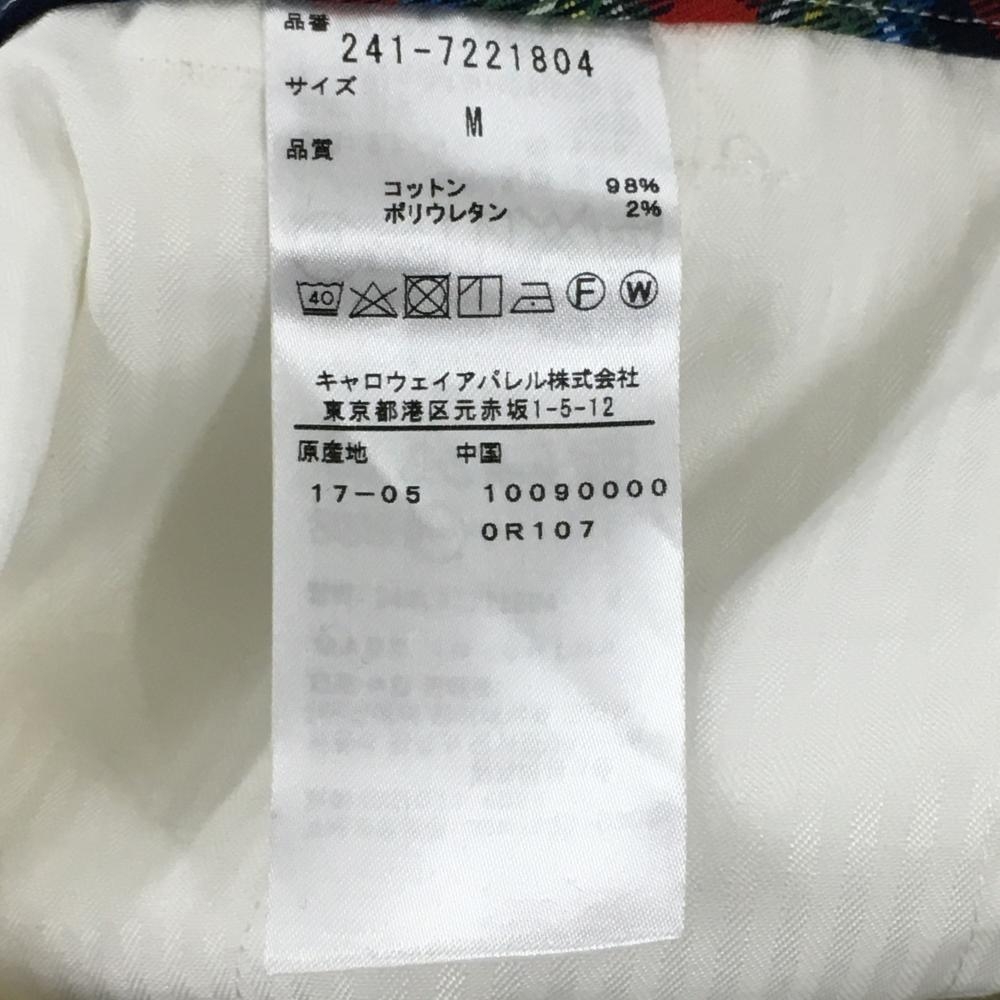 品番
241-7221804
サイズ
M
品質
コットン 98%
ポリウレタン 2%
40 F W
キャロウェイアパレル株式会社
東京都港区元赤坂1-5-12
原産地 中国
17-05 10090000
0R107